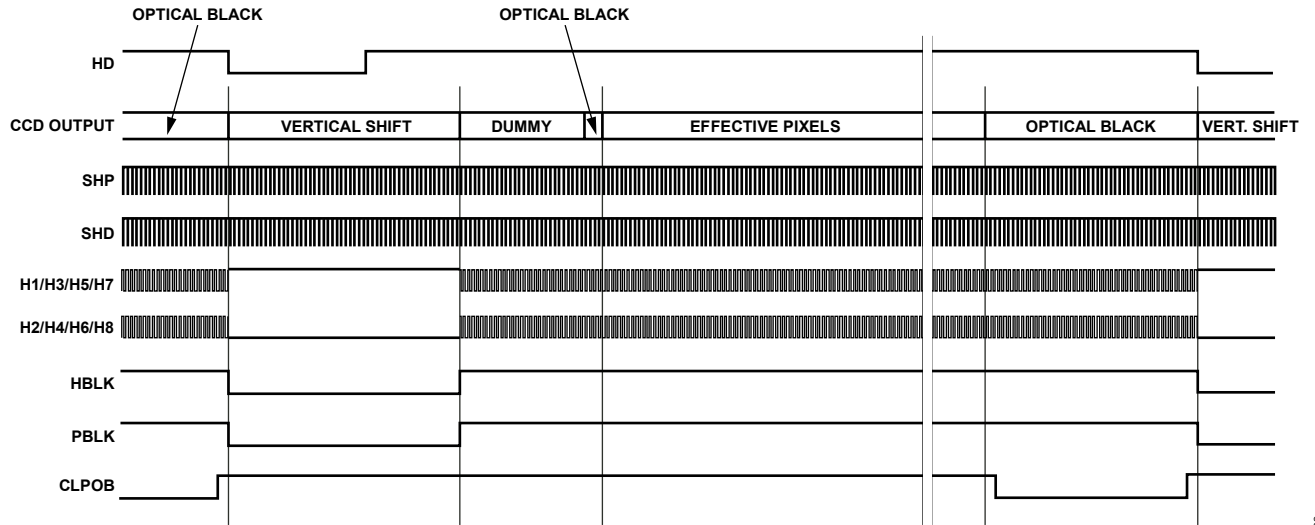 OPTICAL BLACK
OPTICAL BLACK
HD
CCD OUTPUT
VERTICAL SHIFT
DUMMY
EFFECTIVE PIXELS
OPTICAL BLACK
VERT. SHIFT
SHP
SHD
H1/H3/H5/H7
H2/H4/H6/H8
HBLK
PBLK
CLPOB